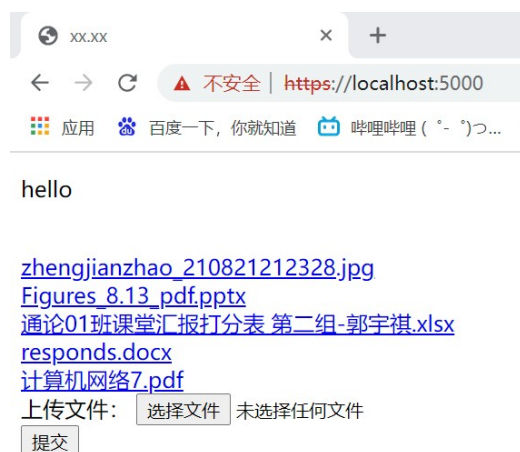 xx.xx
不安全 | https://localhost:5000
应用 百度一下，你就知道 哔哩哔哩 ( ゜- ゜)つ...
hello
zhengjianzhao_210821212328.jpg
Figures_8.13_pdf.pptx
通论01班课堂汇报打分表 第二组-郭宇祺.xlsx
responds.docx
计算机网络7.pdf
上传文件： 选择文件 未选择任何文件
提交